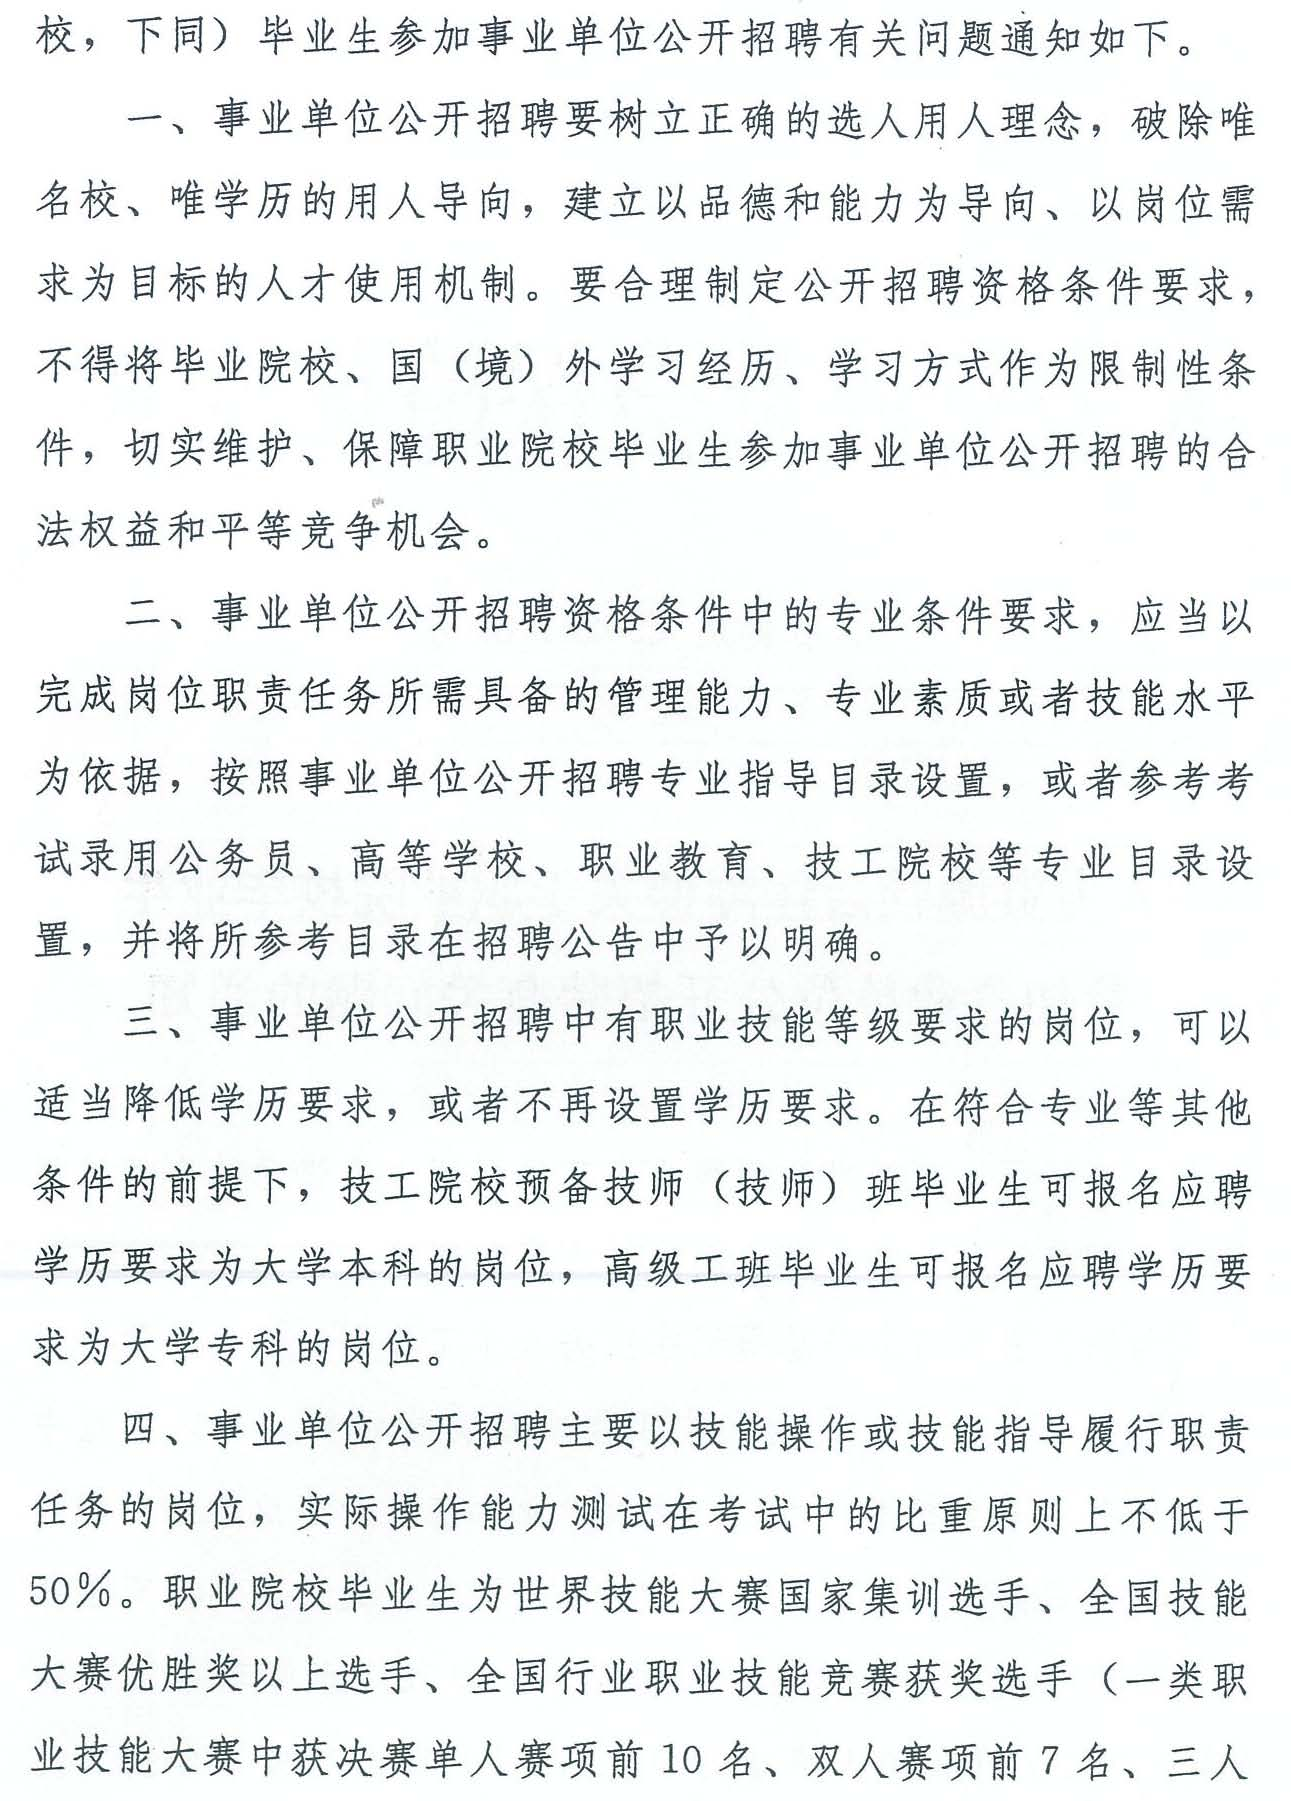 校，下同）毕业生参加事业单位公开招聘有关问题通知如下。
一、事业单位公开招聘要树立正确的选人用人理念，破除唯
名校、唯学历的用人导向，建立以品德和能力为导向、以岗位需
求为目标的人才使用机制。要合理制定公开招聘资格条件要求，
不得将毕业院校、国（境）外学习经历、学习方式作为限制性条
件，切实维护、保障职业院校毕业生参加事业单位公开招聘的合
法权益和平等竞争机会。
二、事业单位公开招聘资格条件中的专业条件要求，应当以
完成岗位职责任务所需具备的管理能力、专业素质或者技能水平
为依据，按照事业单位公开招聘专业指导目录设置，或者参考考
试录用公务员、高等学校、职业教育、技工院校等专业目录设
置，并将所参考目录在招聘公告中予以明确。
三、事业单位公开招聘中有职业技能等级要求的岗位，可以
适当降低学历要求，或者不再设置学历要求。在符合专业等其他
条件的前提下，技工院校预备技师（技师）班毕业生可报名应聘
学历要求为大学本科的岗位，高级工班毕业生可报名应聘学历要
求为大学专科的岗位。
四、事业单位公开招聘主要以技能操作或技能指导履行职责
任务的岗位，实际操作能力测试在考试中的比重原则上不低于
50%。职业院校毕业生为世界技能大赛国家集训选手、全国技能
大赛优胜奖以上选手、全国行业职业技能竞赛获奖选手（一类职
业技能大赛中获决赛单人赛项前 10 名、双人赛项前 7 名、三人